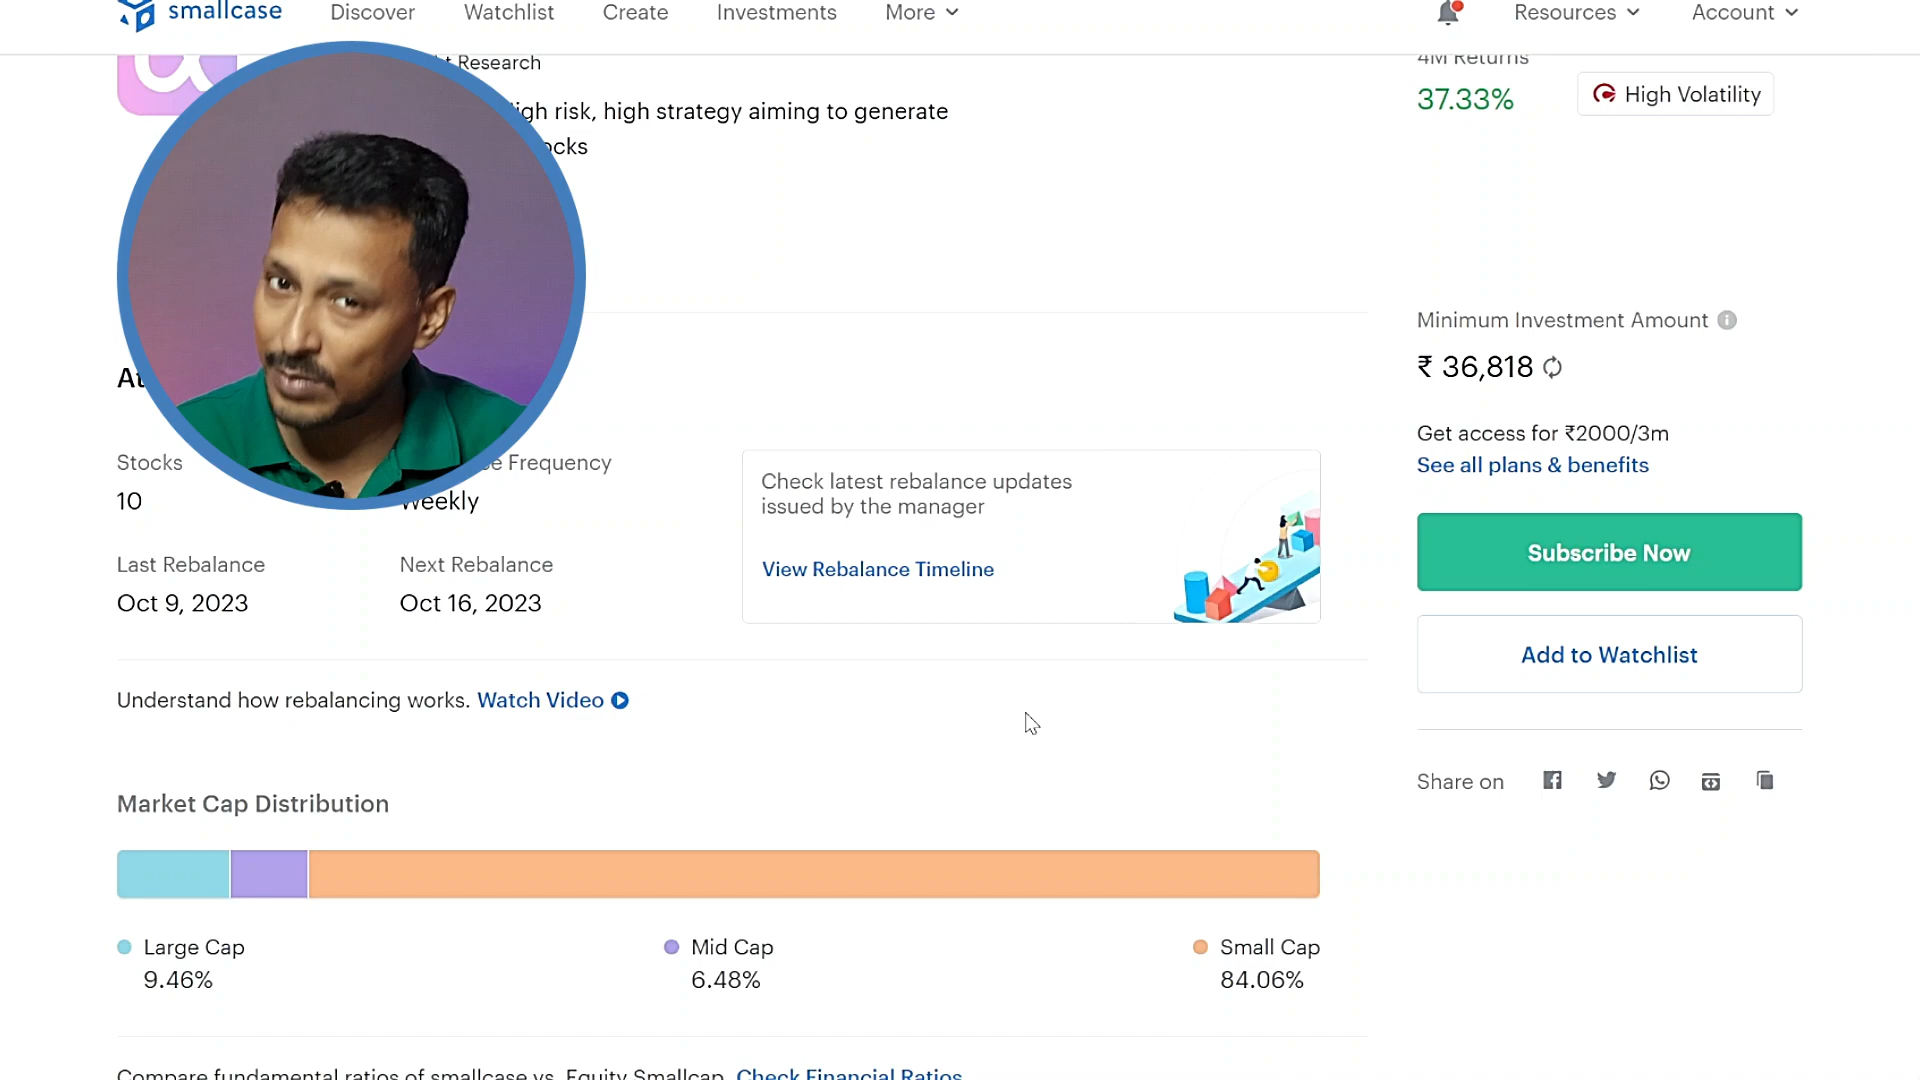 smallcase Discover Watchlist Create Investments More Resources Account
Research
4M Returns
37.33% High Volatility
high risk, high strategy aiming to generate
Minimum Investment Amount
₹ 36,818
Get access for ₹2000/3m
See all plans & benefits
Subscribe Now
Add to Watchlist
Share on
Stocks
10
Frequency
Weekly
Last Rebalance
Oct 9, 2023
Next Rebalance
Oct 16, 2023
Check latest rebalance updates
issued by the manager
View Rebalance Timeline
Understand how rebalancing works. Watch Video
Market Cap Distribution
Large Cap
9.46%
Mid Cap
6.48%
Small Cap
84.06%
Compare fundamental ratios of smallcase vs. Equity Smallcap. Check Financial Ratios